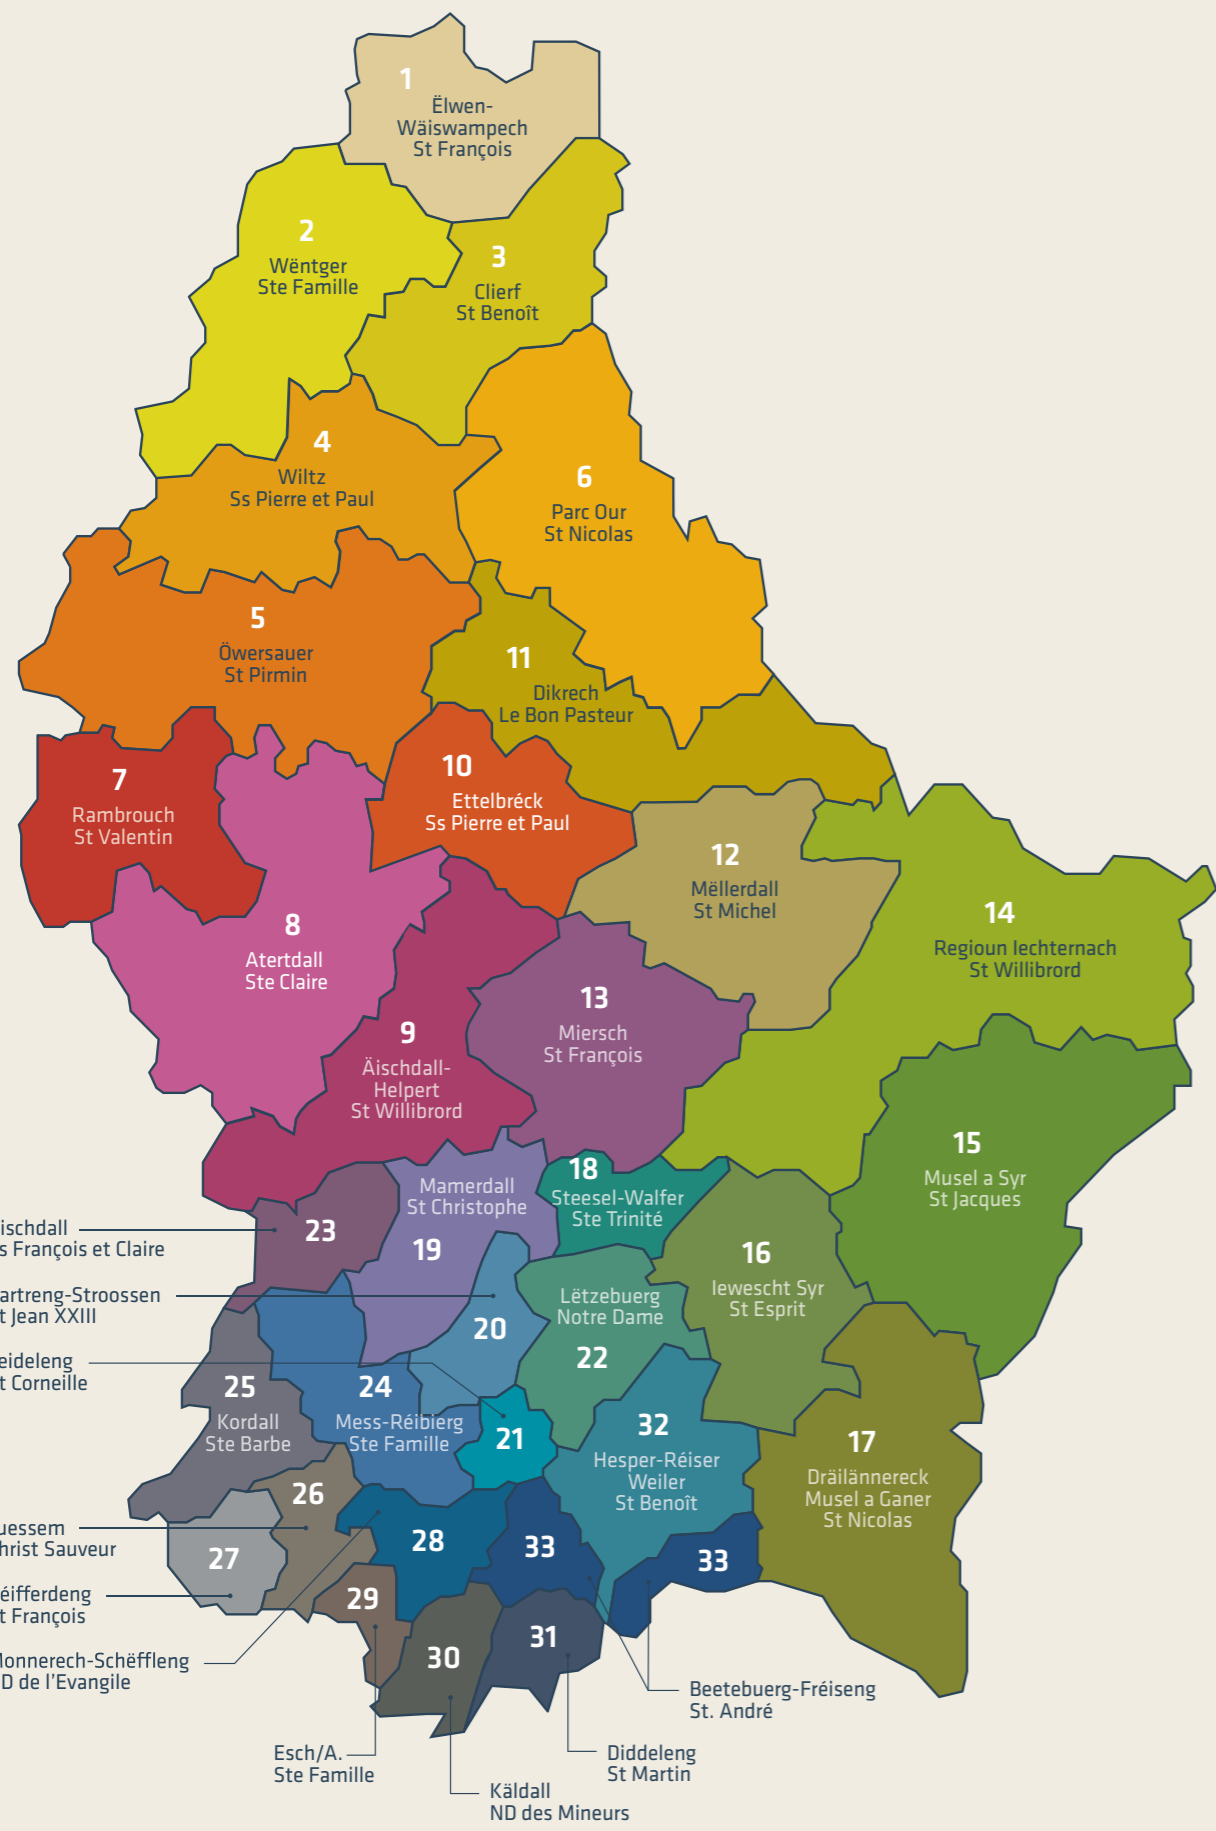 1
Ëlwen-
Wäiswampech
St François
2
Wëntger
Ste Famille
3
Clierf
St Benoît
4
Wiltz
Ss Pierre et Paul
6
Parc Our
St Nicolas
5
Öwersauer
St Pirmin
11
Dikrech
Le Bon Pasteur
7
Rambrouch
St Valentin
10
Ettelbréck
Ss Pierre et Paul
12
Mëllerdall
St Michel
8
Atertdall
Ste Claire
14
Regioun Iechternach
St Willibrord
13
Miersch
St François
9
Äischdall-
Helpert
St Willibrord
15
Musel a Syr
St Jacques
18
Steesel-Walfer
Ste Trinité
Mamerdall
St Christophe
19
23
ischdall
s François et Claire
16
Iewescht Syr
St Esprit
artreng-Stroossen
t Jean XXIII
20
Lëtzebuerg
Notre Dame
22
eideleng
t Corneille
25
Kordall
Ste Barbe
24
Mess-Réibierg
Ste Famille
21
32
Hesper-Réiser
Weiler
St Benoît
17
Dräilännereck
Musel a Ganer
St Nicolas
26
uessem
hrist Sauveur
27
28
33
33
éifferdeng
t François
29
onnerech-Schëffleng
D de l'Evangile
30
31
Beetebuerg-Fréiseng
St. André
Esch/A.
Ste Famille
Diddeleng
St Martin
Käldall
ND des Mineurs